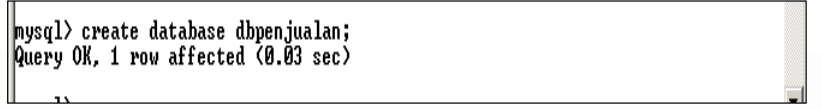 mysql> create database dbpenjualan;
Query OK, 1 row affected (0.03 sec)